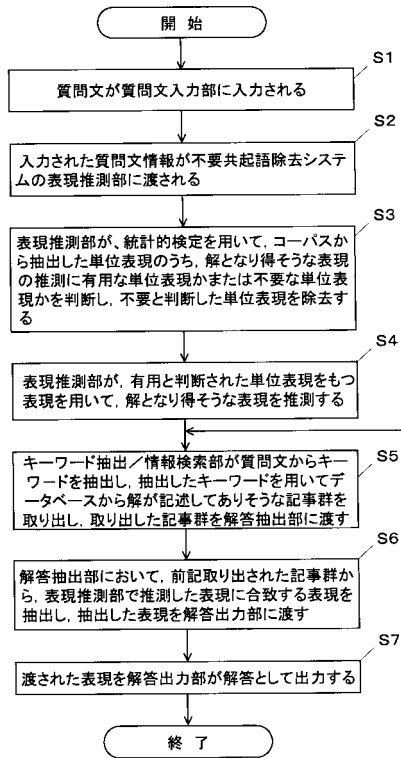 開 始
S1
質問文が質問文入力部に入力される
S2
入力された質問文情報が不要共起語除去シス
テムの表現推測部に渡される
S3
表現推測部が、統計的検定を用いて，コーパスか
ら抽出した単位表現のうち，解となり得そうな表現
の推測に有用な単位表現かまたは不要な単位表
現かを判断し，不要と判断した単位表現を除去す
る
S4
表現推測部が，有用と判断された単位表現をもつ
表現を用いて，解となり得そうな表現を推測する
S5
キーワード抽出／情報検索部が質問文からキー
ワードを抽出し，抽出したキーワードを用いてデ
ータベースから解が記述してありそうな記事群を
取り出し，取り出した記事群を解答抽出部に渡す
S6
解答抽出部において，前記取り出された記事群か
ら，表現推測部で推測した表現に合致する表現を
抽出し，抽出した表現を解答出力部に渡す
S7
渡された表現を解答出力部が解答として出力する
終 了